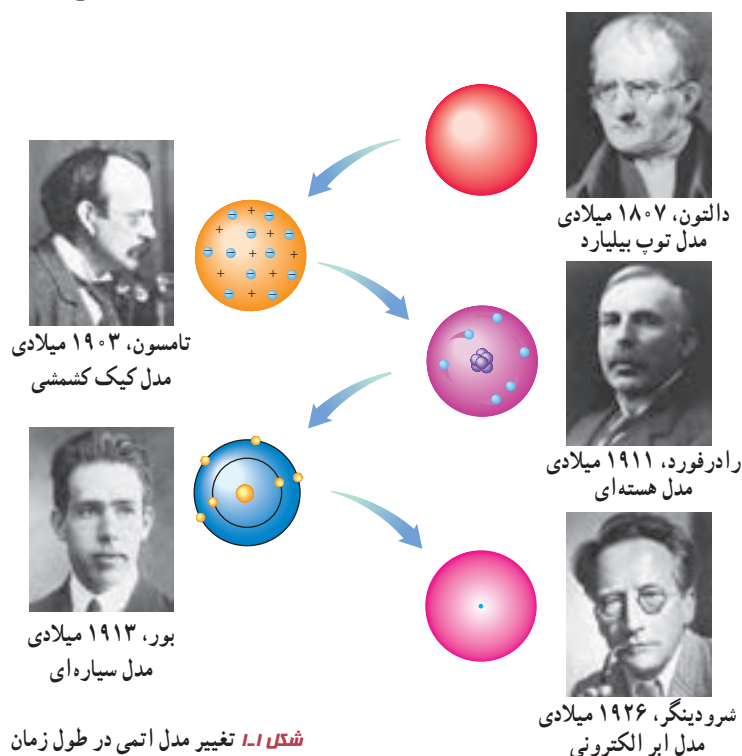 دالتون، ۱۸۰۷ میلادی
مدل توپ بیلیارد
تامسون، ۱۹۰۳ میلادی
مدل کیک کشمشی
رادرفورد، ۱۹۱۱ میلادی
مدل هسته‌ای
بور، ۱۹۱۳ میلادی
مدل سیاره‌ای
شرودینگر، ۱۹۲۶ میلادی
مدل ابر الکترونی
شکل ۱ـ۱ تغییر مدل اتمی در طول زمان